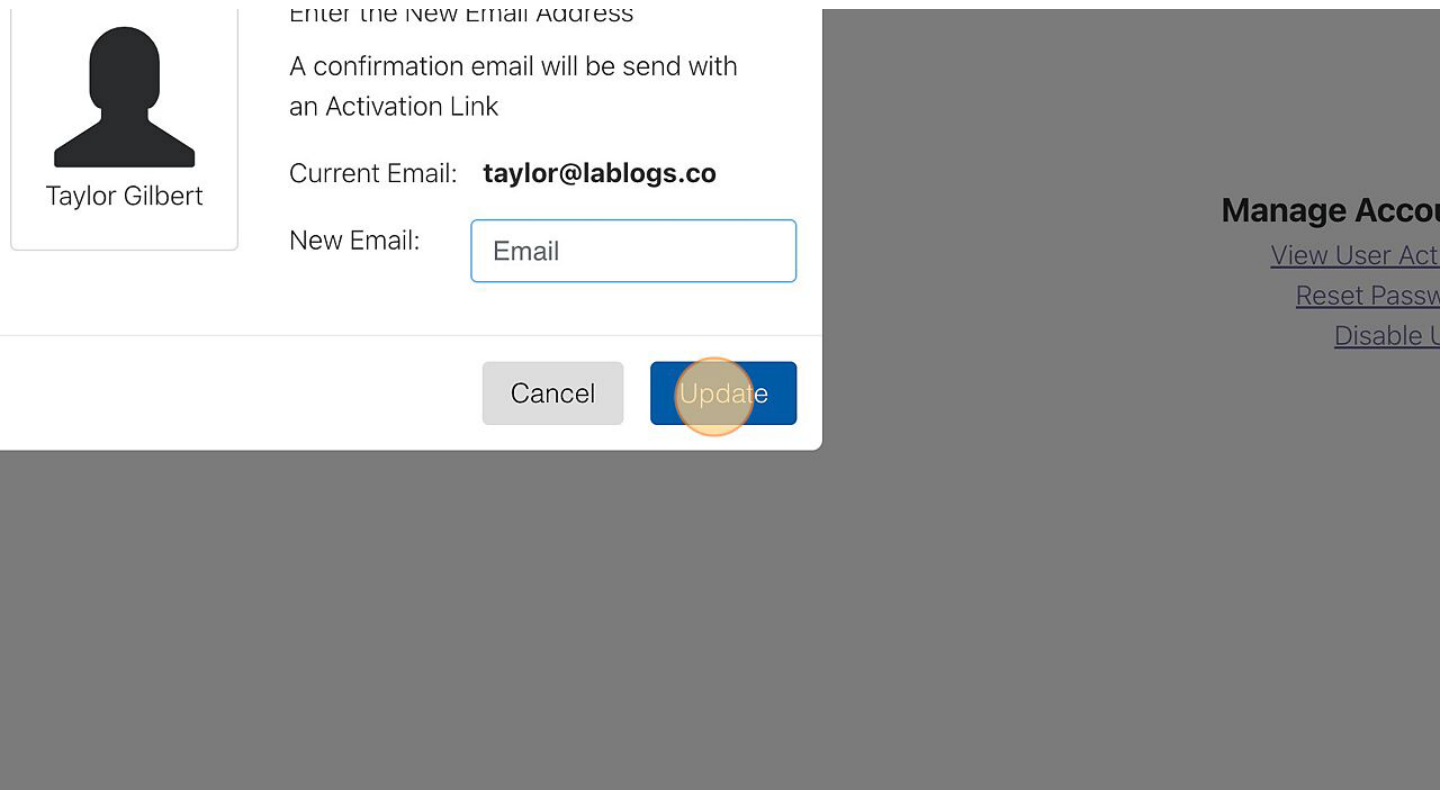 Enter the New Email Address
A confirmation email will be send with
an Activation Link
Current Email: taylor@lablogs.co
Taylor Gilbert
New Email: Email
Cancel Update
Manage Accou
View User Act
Reset Passw
Disable U